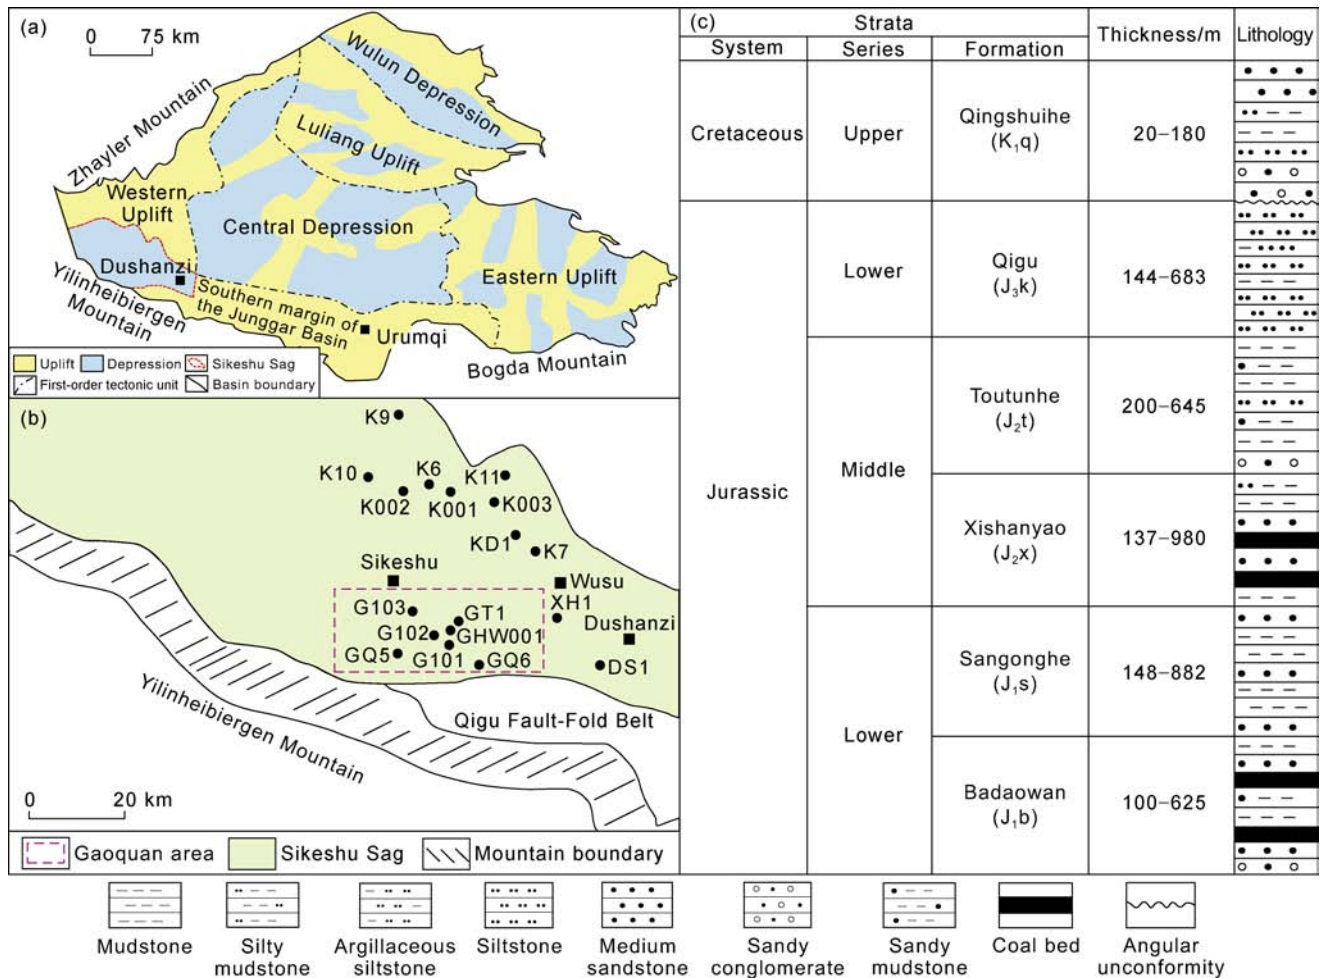 (a)
0 75 km
Zhayler Mountain
Wulun Depression
Luliang Uplift
Western
Uplift
Central Depression
Dushanzi
Eastern Uplift
Yilinheibiergen
Mountain
Southern margin of
the Junggar Basin
Urumqi
Bogda Mountain
Uplift
Depression
Sikeshu Sag
First-order tectonic unit
Basin boundary
(b)
K9
K10
K6
K11
K002
K001
K003
KD1
K7
Sikeshu
Wusu
G103
GT1
XH1
G102
GHW001
Dushanzi
GQ5
G101
GQ6
DS1
Yilinheibiergen Mountain
Qigu Fault-Fold Belt
0 20 km
Gaoquan area
Sikeshu Sag
Mountain boundary
(c)
Strata
Thickness/m
Lithology
System
Series
Formation
Cretaceous
Upper
Qingshuihe
(K₁q)
20–180
Jurassic
Lower
Qigu
(J₃k)
144–683
Middle
Toutunhe
(J₂t)
200–645
Xishanyao
(J₂x)
137–980
Lower
Sangonghe
(J₁s)
148–882
Badaowan
(J₁b)
100–625
Mudstone
Silty
mudstone
Argillaceous
siltstone
Siltstone
Medium
sandstone
Sandy
conglomerate
Sandy
mudstone
Coal bed
Angular
unconformity